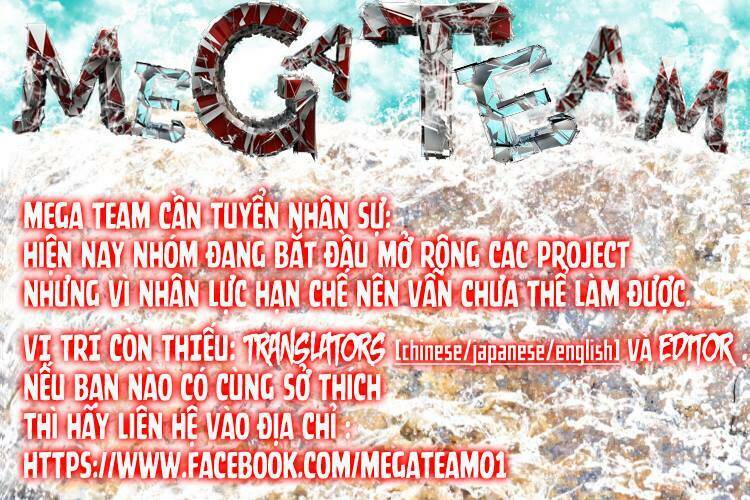 MEGA TEAM
MEGA TEAM CẦN TUYỂN NHÂN SỰ:
HIỆN NAY NHÓM ĐANG BẮT ĐẦU MỞ RỘNG CÁC PROJECT
NHƯNG VÌ NHÂN LỰC HẠN CHẾ NÊN VẪN CHƯA THỂ LÀM ĐƯỢC.
VỊ TRÍ CÒN THIẾU: TRANSLATORS [chinese/japanese/english] VÀ EDITOR
NẾU BẠN NÀO CÓ CÙNG SỞ THÍCH
THÌ HÃY LIÊN HỆ VÀO ĐỊA CHỈ :
HTTPS://WWW.FACEBOOK.COM/MEGATEAM01